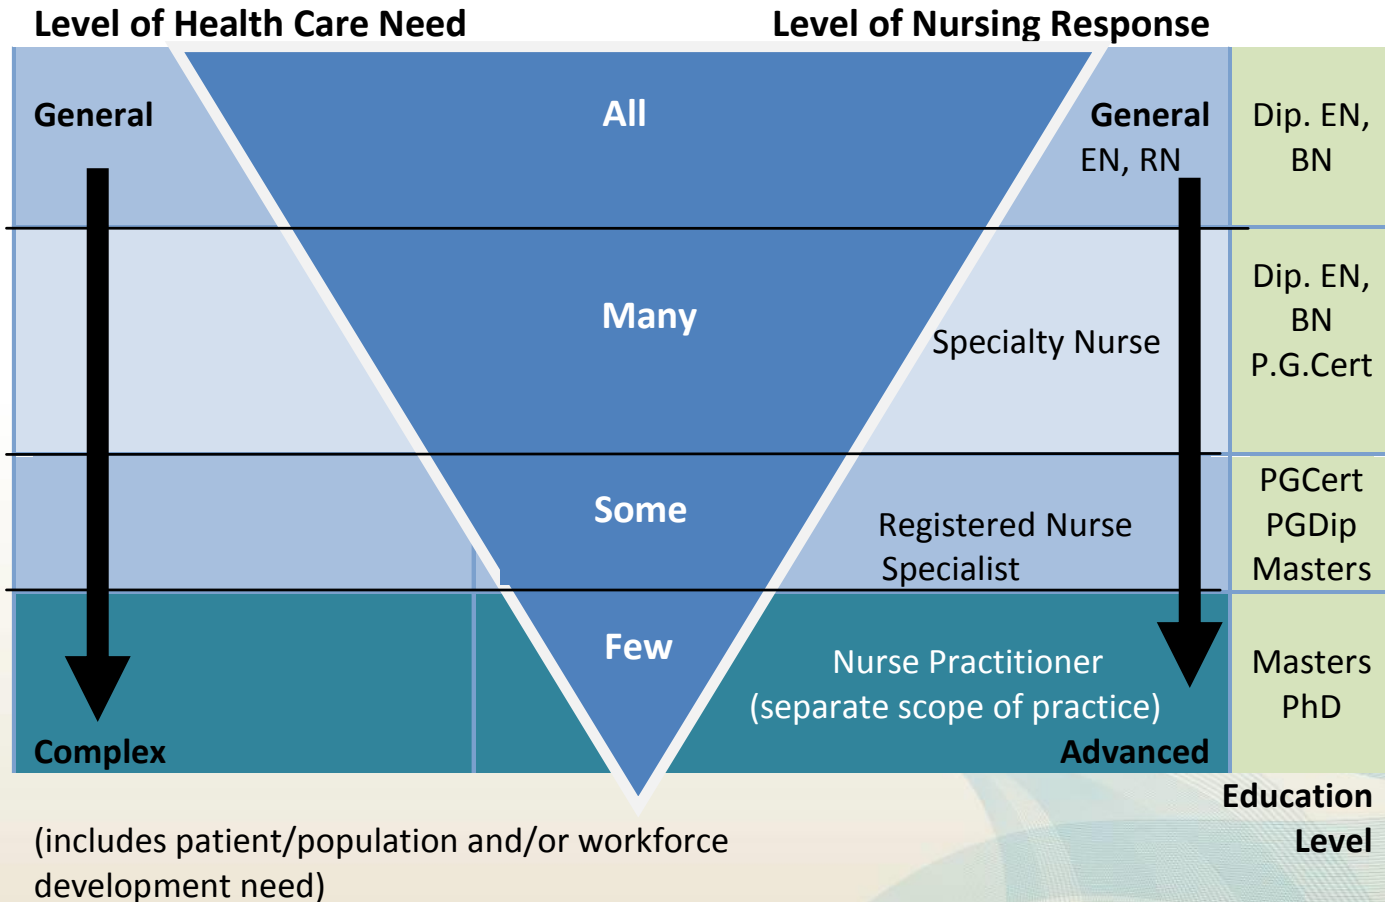 Level of Health Care Need
Level of Nursing Response
General
All
General
EN, RN
Dip. EN,
BN
Many
Specialty Nurse
Dip. EN,
BN
P.G.Cert
Some
Registered Nurse
Specialist
PGCert
PGDip
Masters
Few
Nurse Practitioner
(separate scope of practice)
Masters
PhD
Complex
Advanced
Education
Level
(includes patient/population and/or workforce
development need)